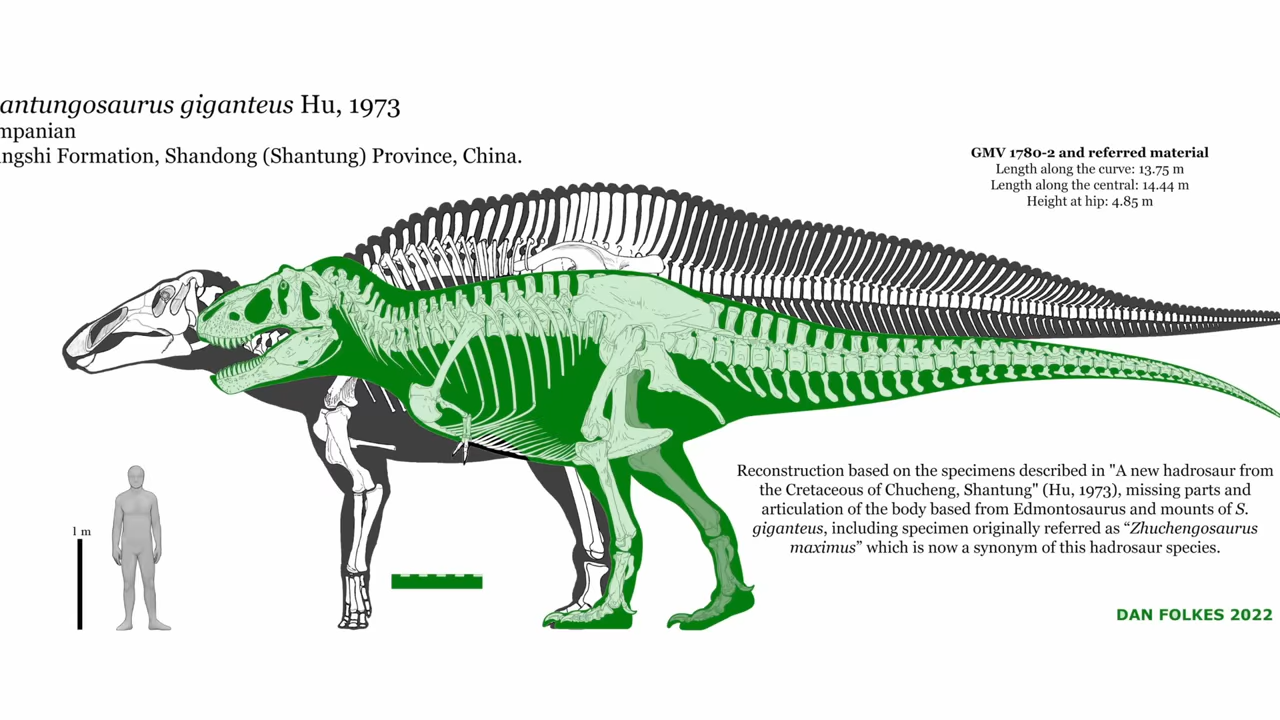 antungosaurus giganteus Hu, 1973
mpanian
ngshi Formation, Shandong (Shantung) Province, China.
GMV 1780-2 and referred material
Length along the curve: 13.75 m
Length along the central: 14.44 m
Height at hip: 4.85 m
1 m
Reconstruction based on the specimens described in "A new hadrosaur from
the Cretaceous of Chucheng, Shantung" (Hu, 1973), missing parts and
articulation of the body based from Edmontosaurus and mounts of S.
giganteus, including specimen originally referred as “Zhuchengosaurus
maximus” which is now a synonym of this hadrosaur species.
DAN FOLKES 2022